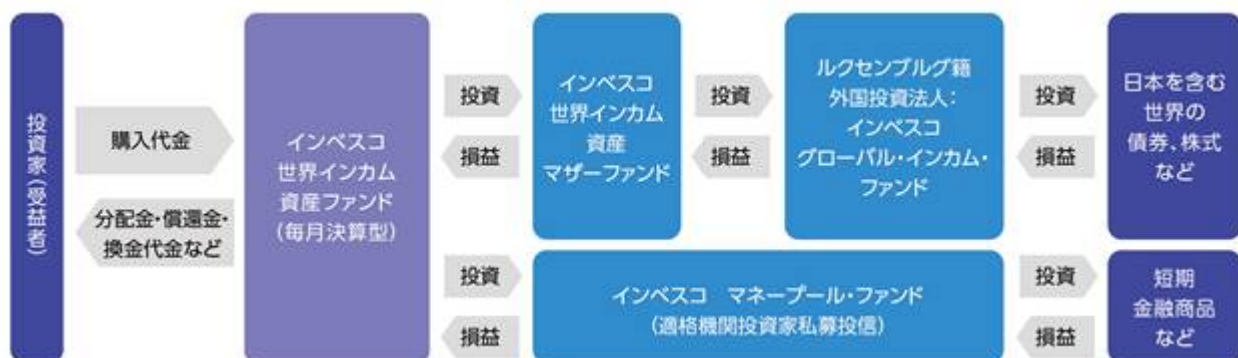 投資家(受益者)
購入代金
分配金・償還金・
換金代金など
インベスコ
世界インカム
資産ファンド
(毎月決算型)
投資
損益
インベスコ
世界インカム
資産
マザーファンド
投資
損益
ルクセンブルグ籍
外国投資法人:
インベスコ
グローバル・インカム・
ファンド
投資
損益
日本を含む
世界の
債券、株式
など
投資
損益
インベスコ　マネープール・ファンド
(適格機関投資家私募投信)
投資
損益
短期
金融商品
など